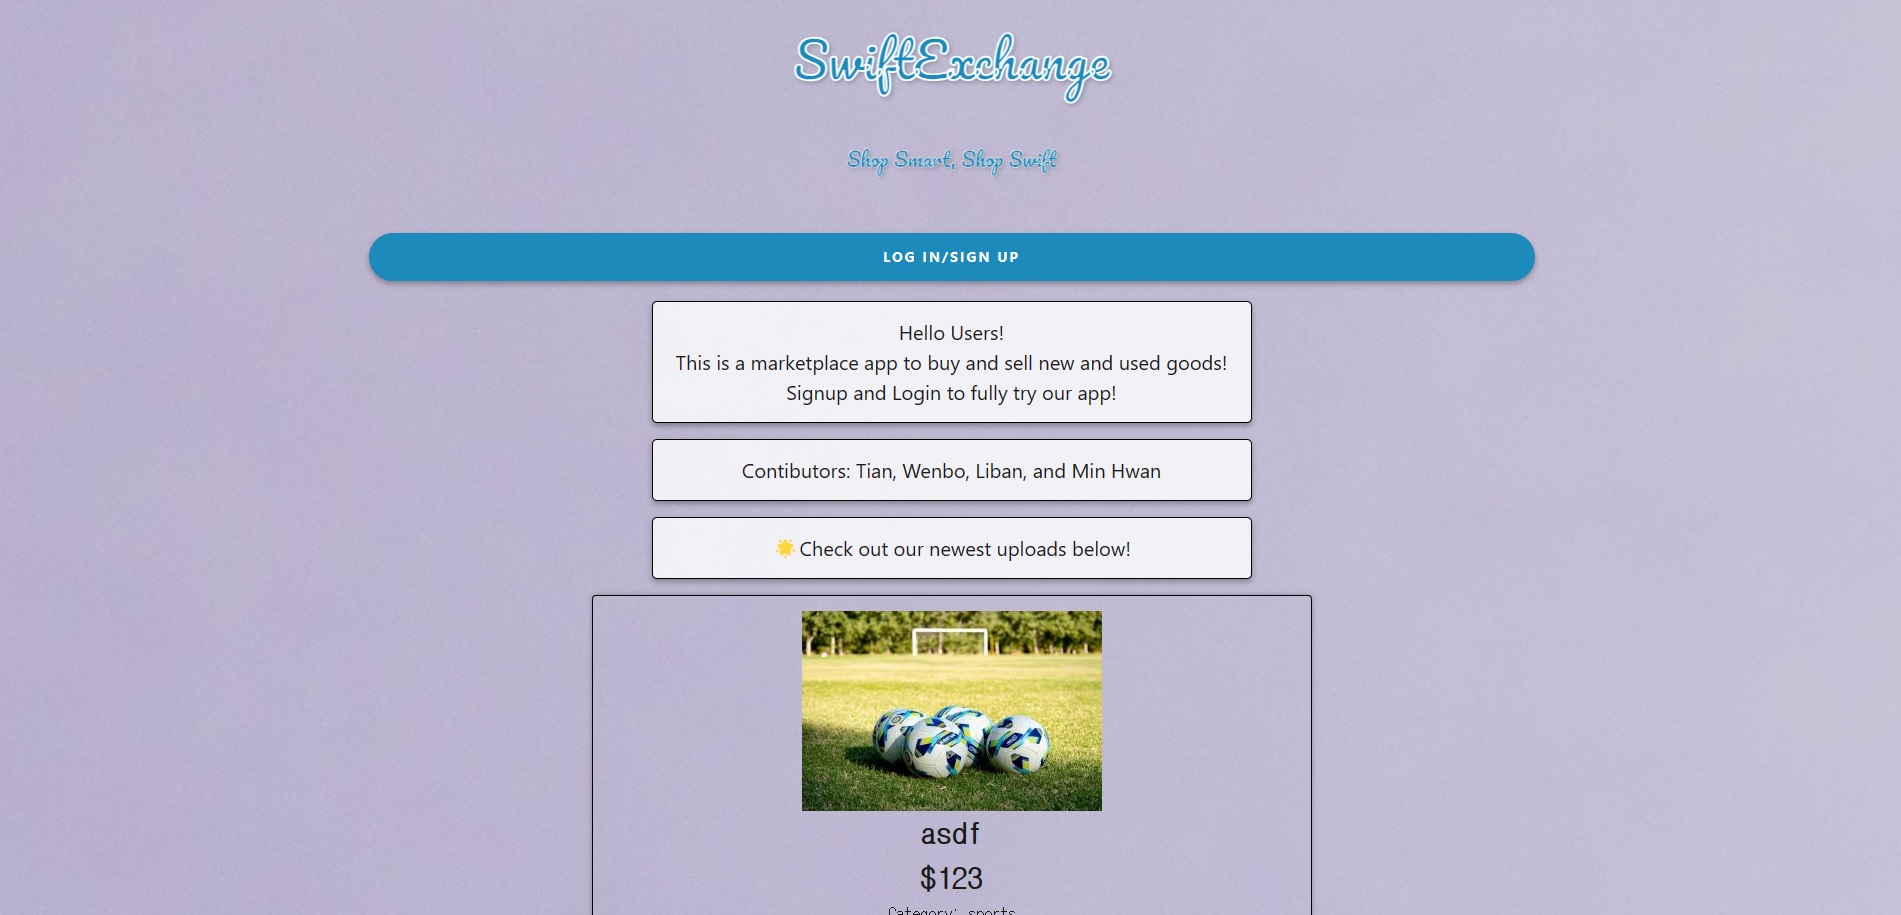 SwiftExchange
Shop Smart, Shop Swift
LOG IN/SIGN UP
Hello Users!
This is a marketplace app to buy and sell new and used goods!
Signup and Login to fully try our app!
Contibutors: Tian, Wenbo, Liban, and Min Hwan
🌟 Check out our newest uploads below!
asdf
$123
Category: sports